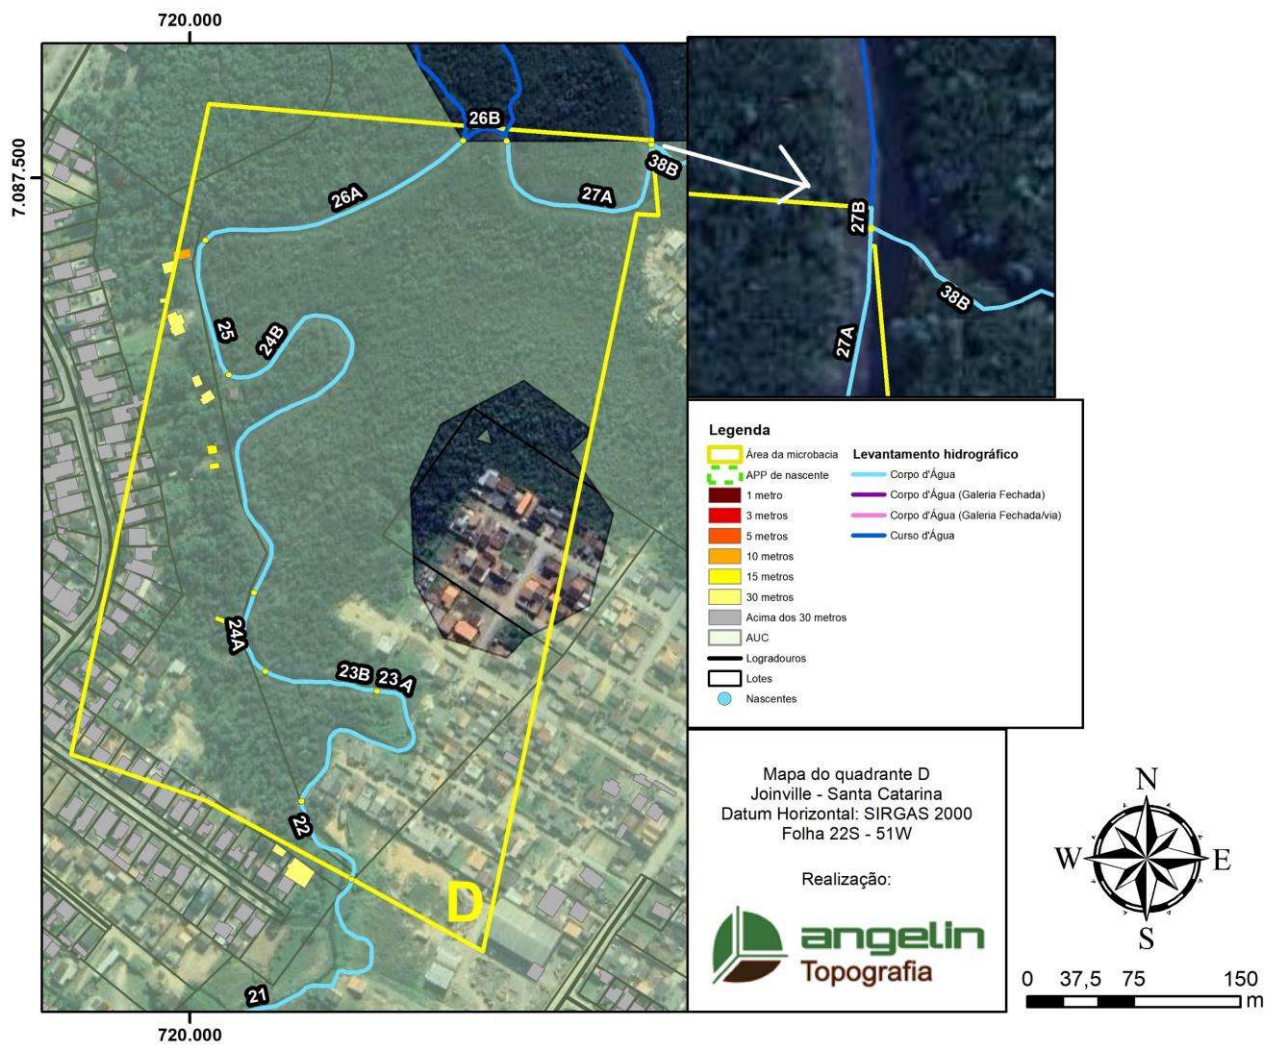 720.000
7.087.500
26B
38B
26A
27A
25
24B
24A
23B
23A
22
D
21
720.000
27B
38B
27A
Legenda
Área da microbacia
APP de nascente
1 metro
3 metros
5 metros
10 metros
15 metros
30 metros
Acima dos 30 metros
AUC
Logradouros
Lotes
Nascentes
Levantamento hidrográfico
Corpo d'Água
Corpo d'Água (Galeria Fechada)
Corpo d'Água (Galeria Fechada/via)
Curso d'Água
Mapa do quadrante D
Joinville - Santa Catarina
Datum Horizontal: SIRGAS 2000
Folha 22S - 51W
Realização:
angelin
Topografia
N
W
E
S
0 37,5 75 150
m